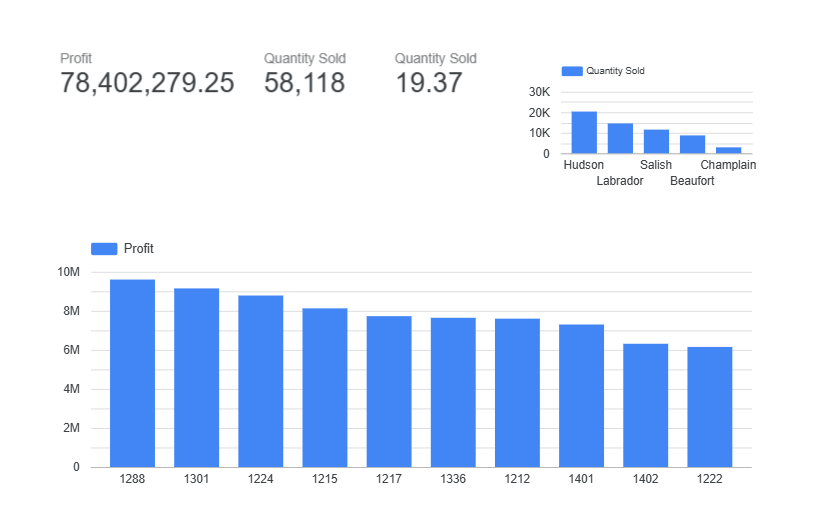 Profit
78,402,279.25
Quantity Sold
58,118
Quantity Sold
19.37
Quantity Sold
30K
20K
10K
0
Hudson
Labrador
Salish
Beaufort
Champlain
Profit
10M
8M
6M
4M
2M
0
1288 1301 1224 1215 1217 1336 1212 1401 1402 1222